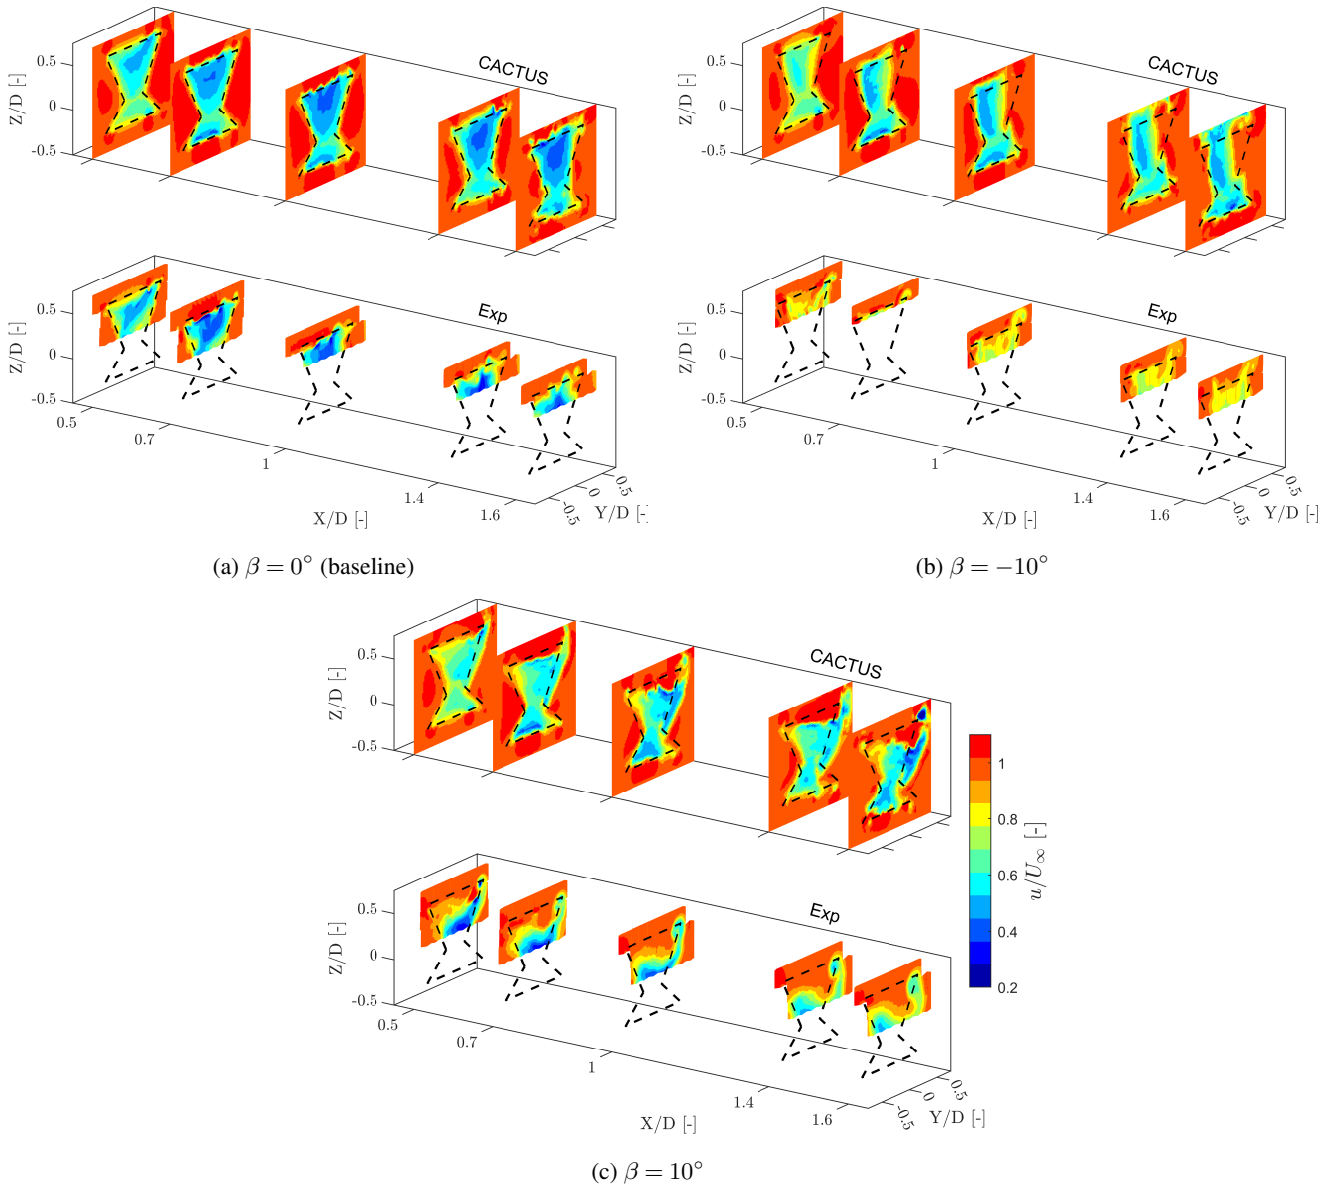 CACTUS
Z/D [-]
0.5
0
-0.5
Exp
Z/D [-]
0.5
0
-0.5
0.5
0.7
1
1.4
1.6
X/D [-]
-0.5
0
0.5
Y/D [-]
(a) β = 0° (baseline)
CACTUS
Z/D [-]
0.5
0
-0.5
Exp
Z/D [-]
0.5
0
-0.5
0.5
0.7
1
1.4
1.6
X/D [-]
-0.5
0
0.5
Y/D [-]
(b) β = −10°
CACTUS
Z/D [-]
0.5
0
-0.5
Exp
Z/D [-]
0.5
0
-0.5
0.5
0.7
1
1.4
1.6
X/D [-]
-0.5
0
0.5
Y/D [-]
1
0.8
0.6
0.4
0.2
u/U∞ [-]
(c) β = 10°